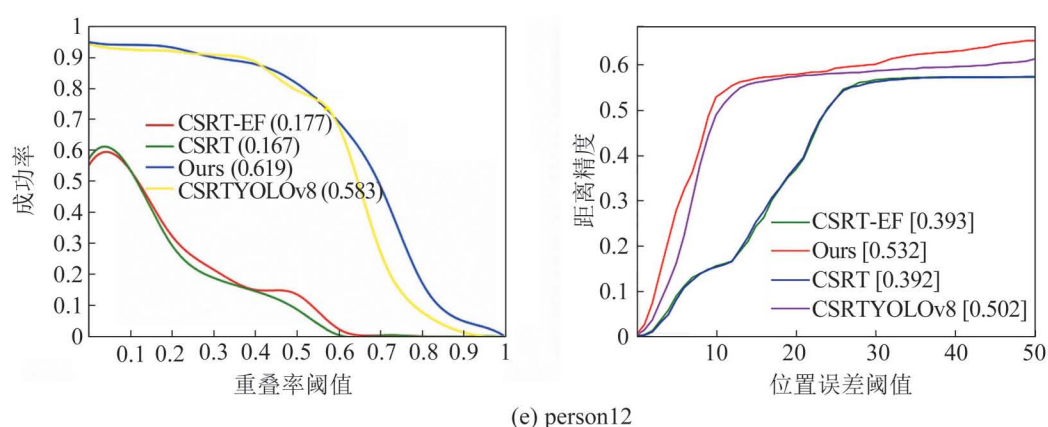 1
0.9
0.8
0.7
0.6
0.5
0.4
0.3
0.2
0.1
0
成功率
CSRT-EF (0.177)
CSRT (0.167)
Ours (0.619)
CSRTYOLOv8 (0.583)
0.1 0.2 0.3 0.4 0.5 0.6 0.7 0.8 0.9 1
重叠率阈值
0.6
0.5
0.4
0.3
0.2
0.1
0
距离精度
CSRT-EF [0.393]
Ours [0.532]
CSRT [0.392]
CSRTYOLOv8 [0.502]
10 20 30 40 50
位置误差阈值
(e) person12